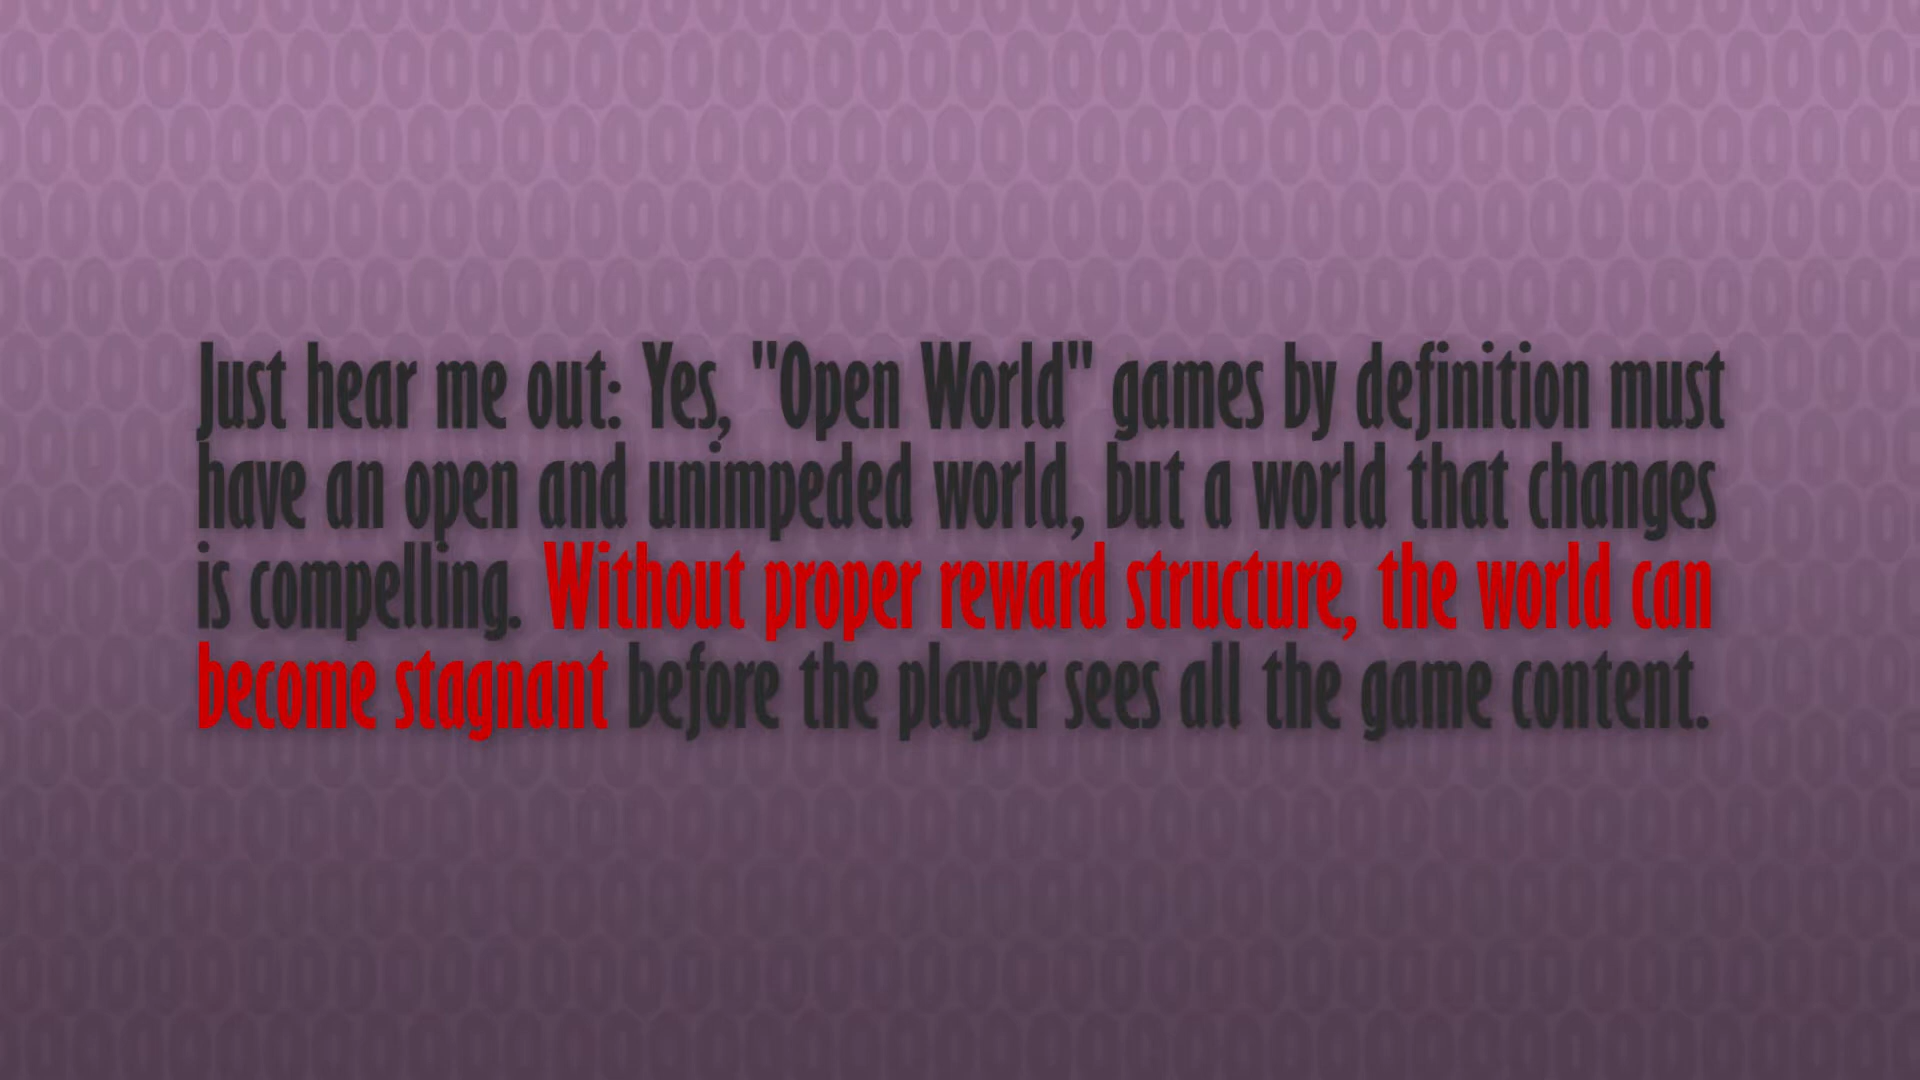 Just hear me out: Yes, "Open World" games by definition must
have an open and unimpeded world, but a world that changes
is compelling. Without proper reward structure, the world can
become stagnant before the player sees all the game content.